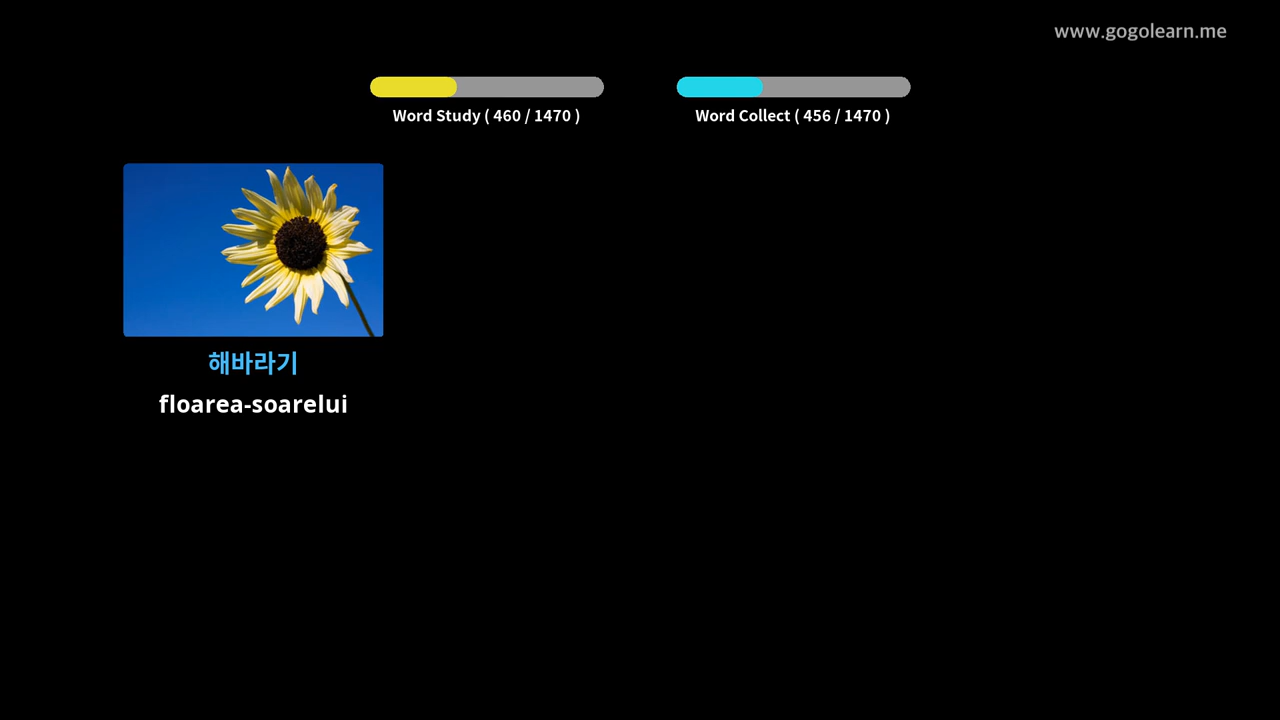 www.gogolearn.me
Word Study ( 460 / 1470 )
Word Collect ( 456 / 1470 )
해바라기
floarea-soarelui